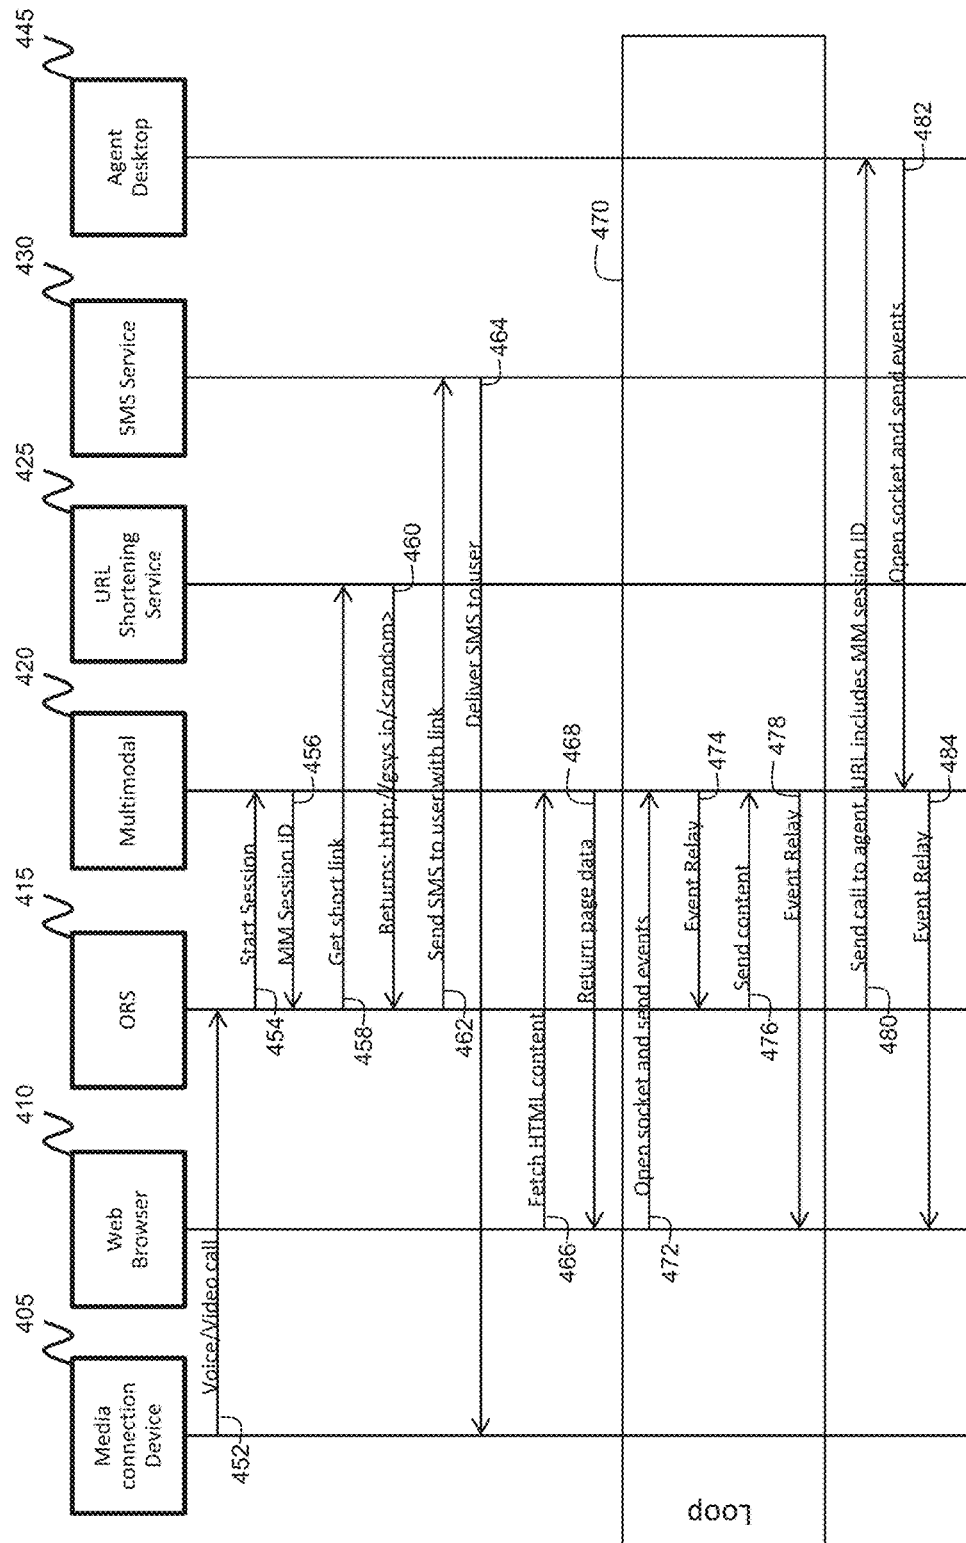 405
410
415
420
425
430
445
Media
connection
Device
Web
Browser
ORS
Multimodal
URL
Shortening
Service
SMS Service
Agent
Desktop
Voice/Video call
452
Start Session
454
MM Session ID
456
Get short link
458
Returns: http://gsys.io/<random>
460
Send SMS to user with link
462
Deliver SMS to user
464
Fetch HTML content
466
Return page data
468
Loop
470
Open socket and send events
472
Event Relay
474
Send content
476
Event Relay
478
Send call to agent, URL includes MM session ID
480
Open socket and send events
482
Event Relay
484